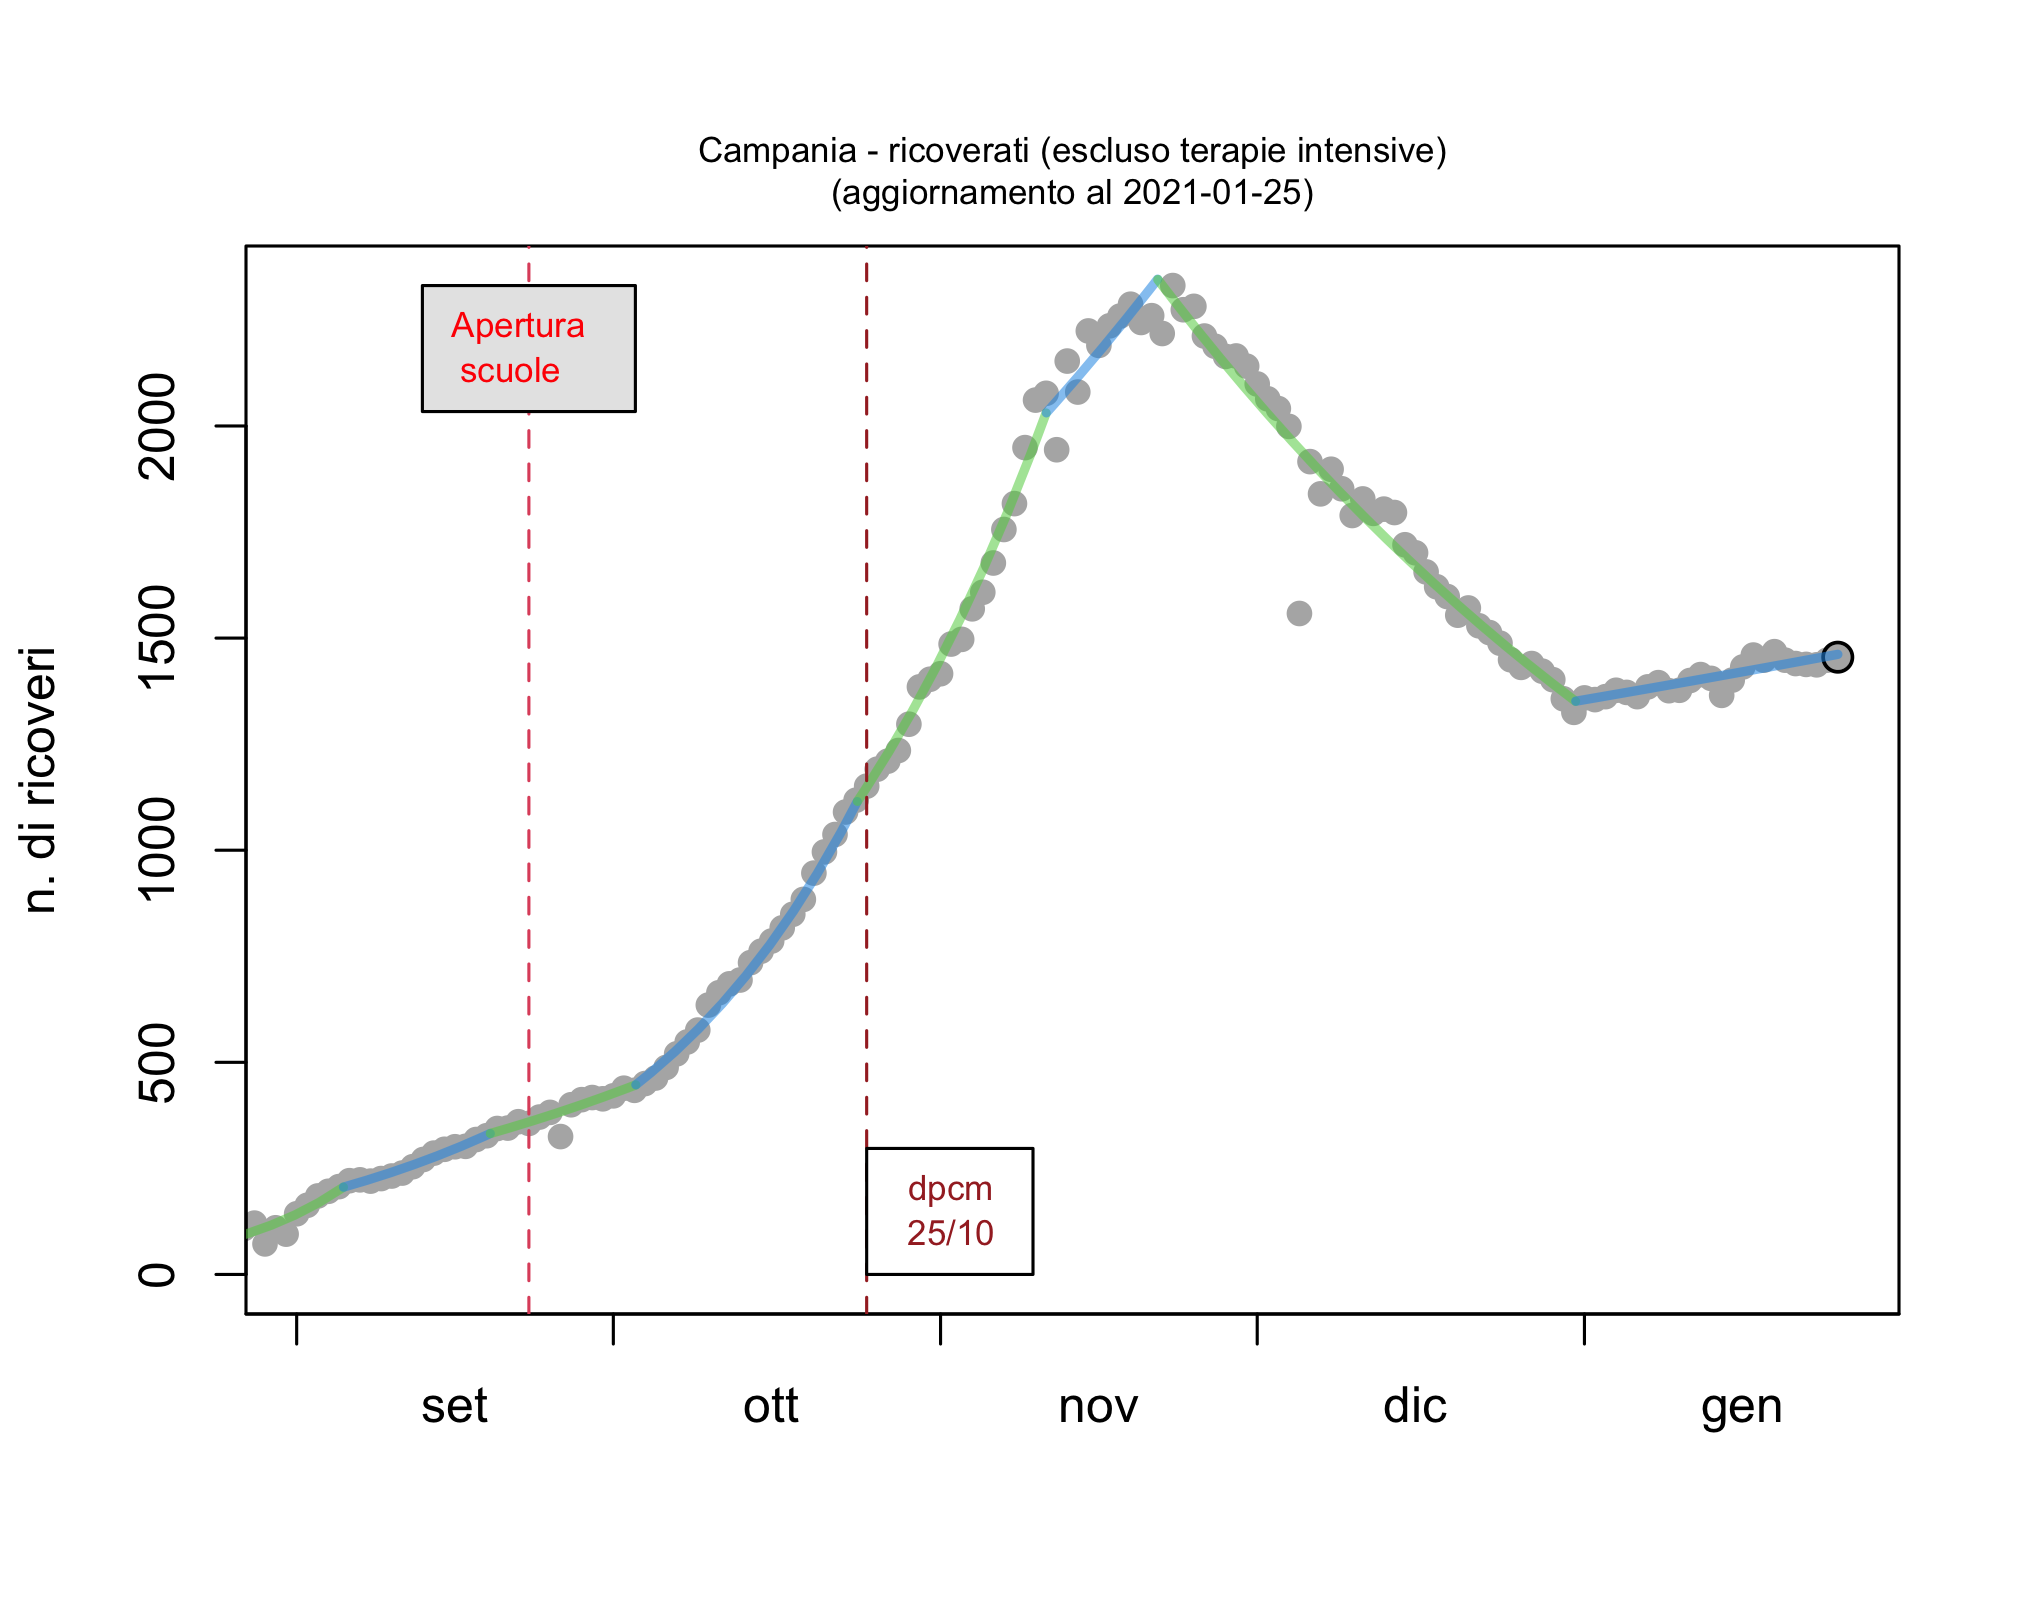 Campania - ricoverati (escluso terapie intensive)
(aggiornamento al 2021-01-25)
Apertura
scuole
n. di ricoveri
2000
1500
1000
500
0
dpcm
25/10
set ott nov dic gen